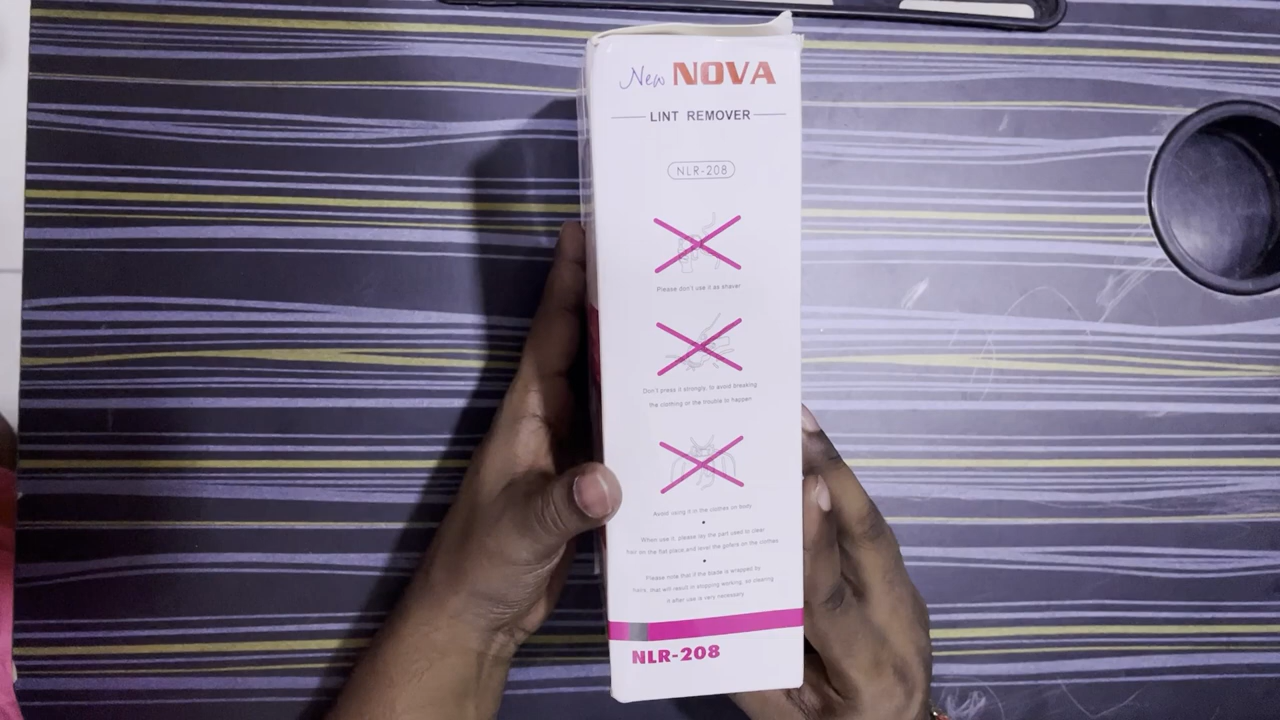 New NOVA
LINT REMOVER
NLR-208
Please don't use it as shaver
Don't press it strongly, to avoid breaking
the clothing or the trouble to happen
Avoid using it in the clothes on body.
When use it, please lay the part used to clear
hair on the flat place and level the gofers on the clothes
Please note that if the blade is wrapped by
hairs, that will result in stopping working, so clearing
it after use is very necessary
NLR-208